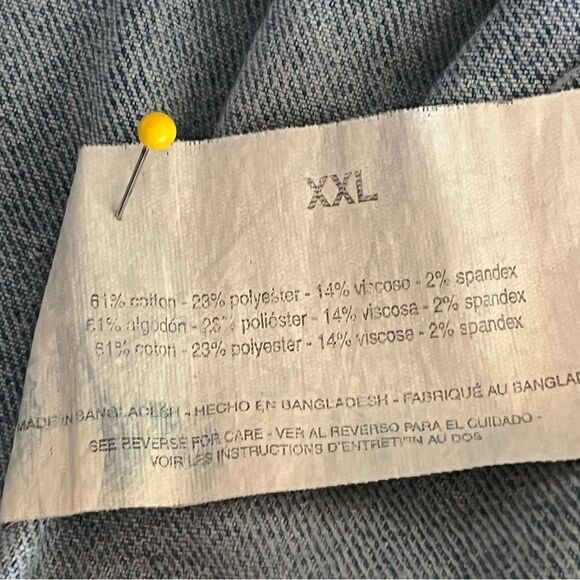 XXL
61% cotton - 23% polyester - 14% viscose - 2% spandex
61% algodón - 23% poliéster - 14% viscosa - 2% spandex
61% coton - 23% polyester - 14% viscose - 2% spandex
MADE IN BANGLADESH - HECHO EN BANGLADESH - FABRIQUÉ AU BANGLAD
SEE REVERSE FOR CARE - VER AL REVERSO PARA EL CUIDADO -
VOIR LES INSTRUCTIONS D'ENTRETIEN AU DOS